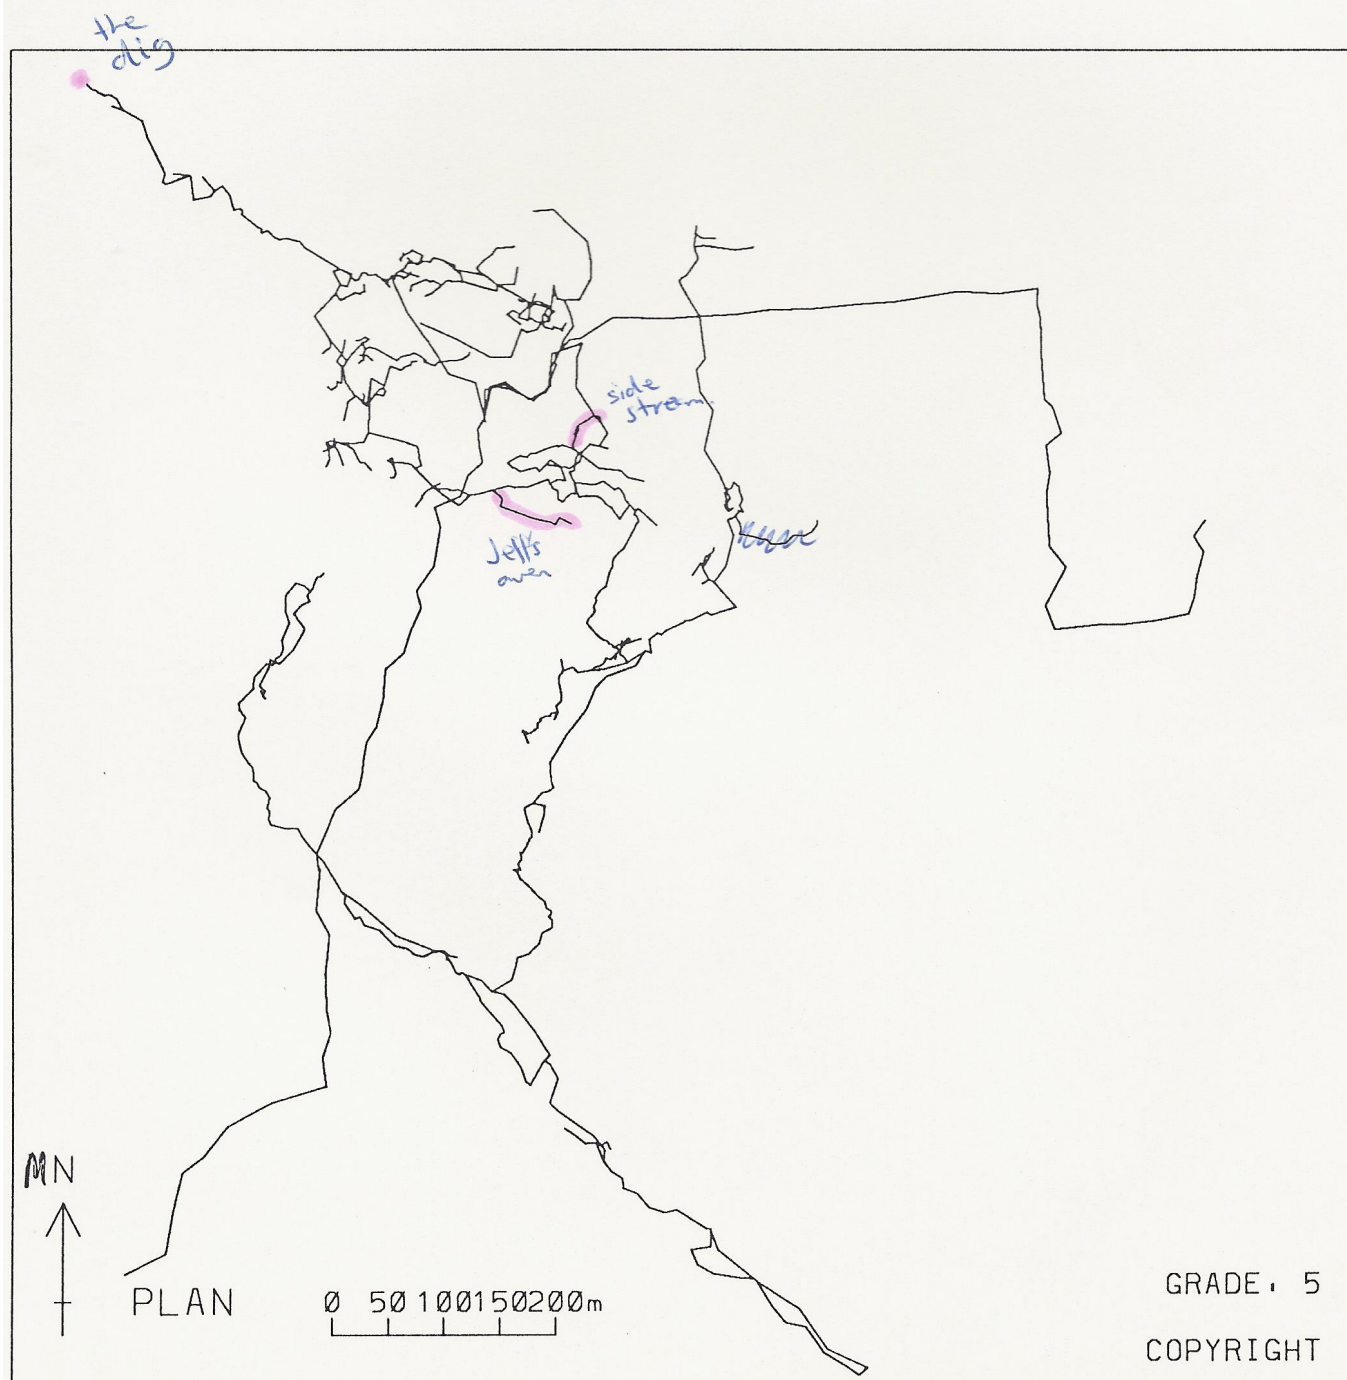 the
dig
side
stream.
Jeff's
oven
MN
PLAN
0 50 100 150 200m
GRADE. 5
COPYRIGHT